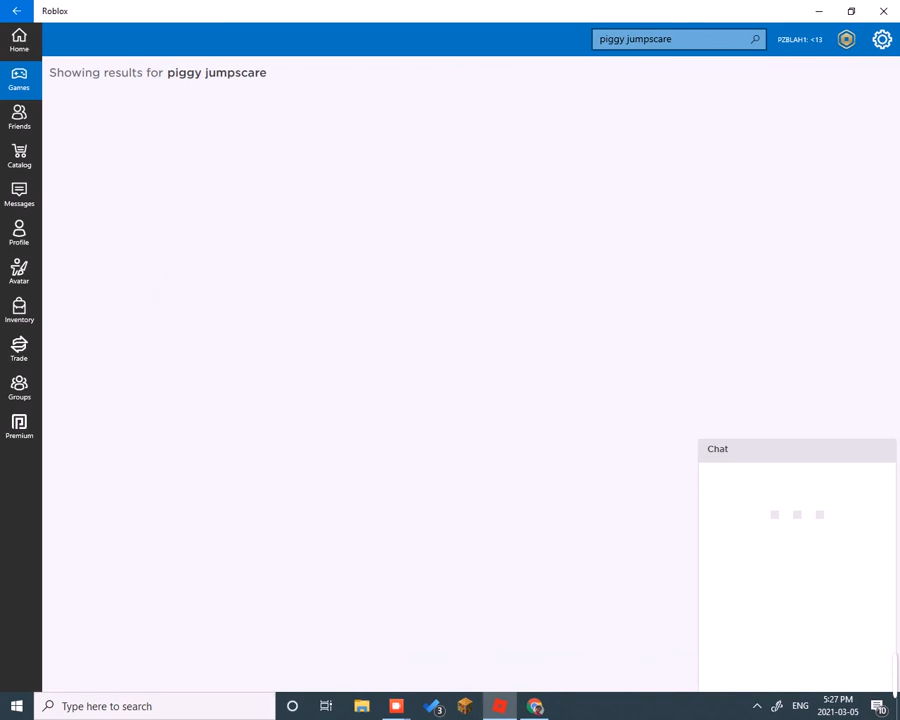 Roblox
piggy jumpscare
PZBLAH1: <13
Home
Games
Friends
Catalog
Messages
Profile
Avatar
Inventory
Trade
Groups
Premium
Showing results for piggy jumpscare
Chat
Type here to search
3
ENG
5:27 PM
2021-03-05
10